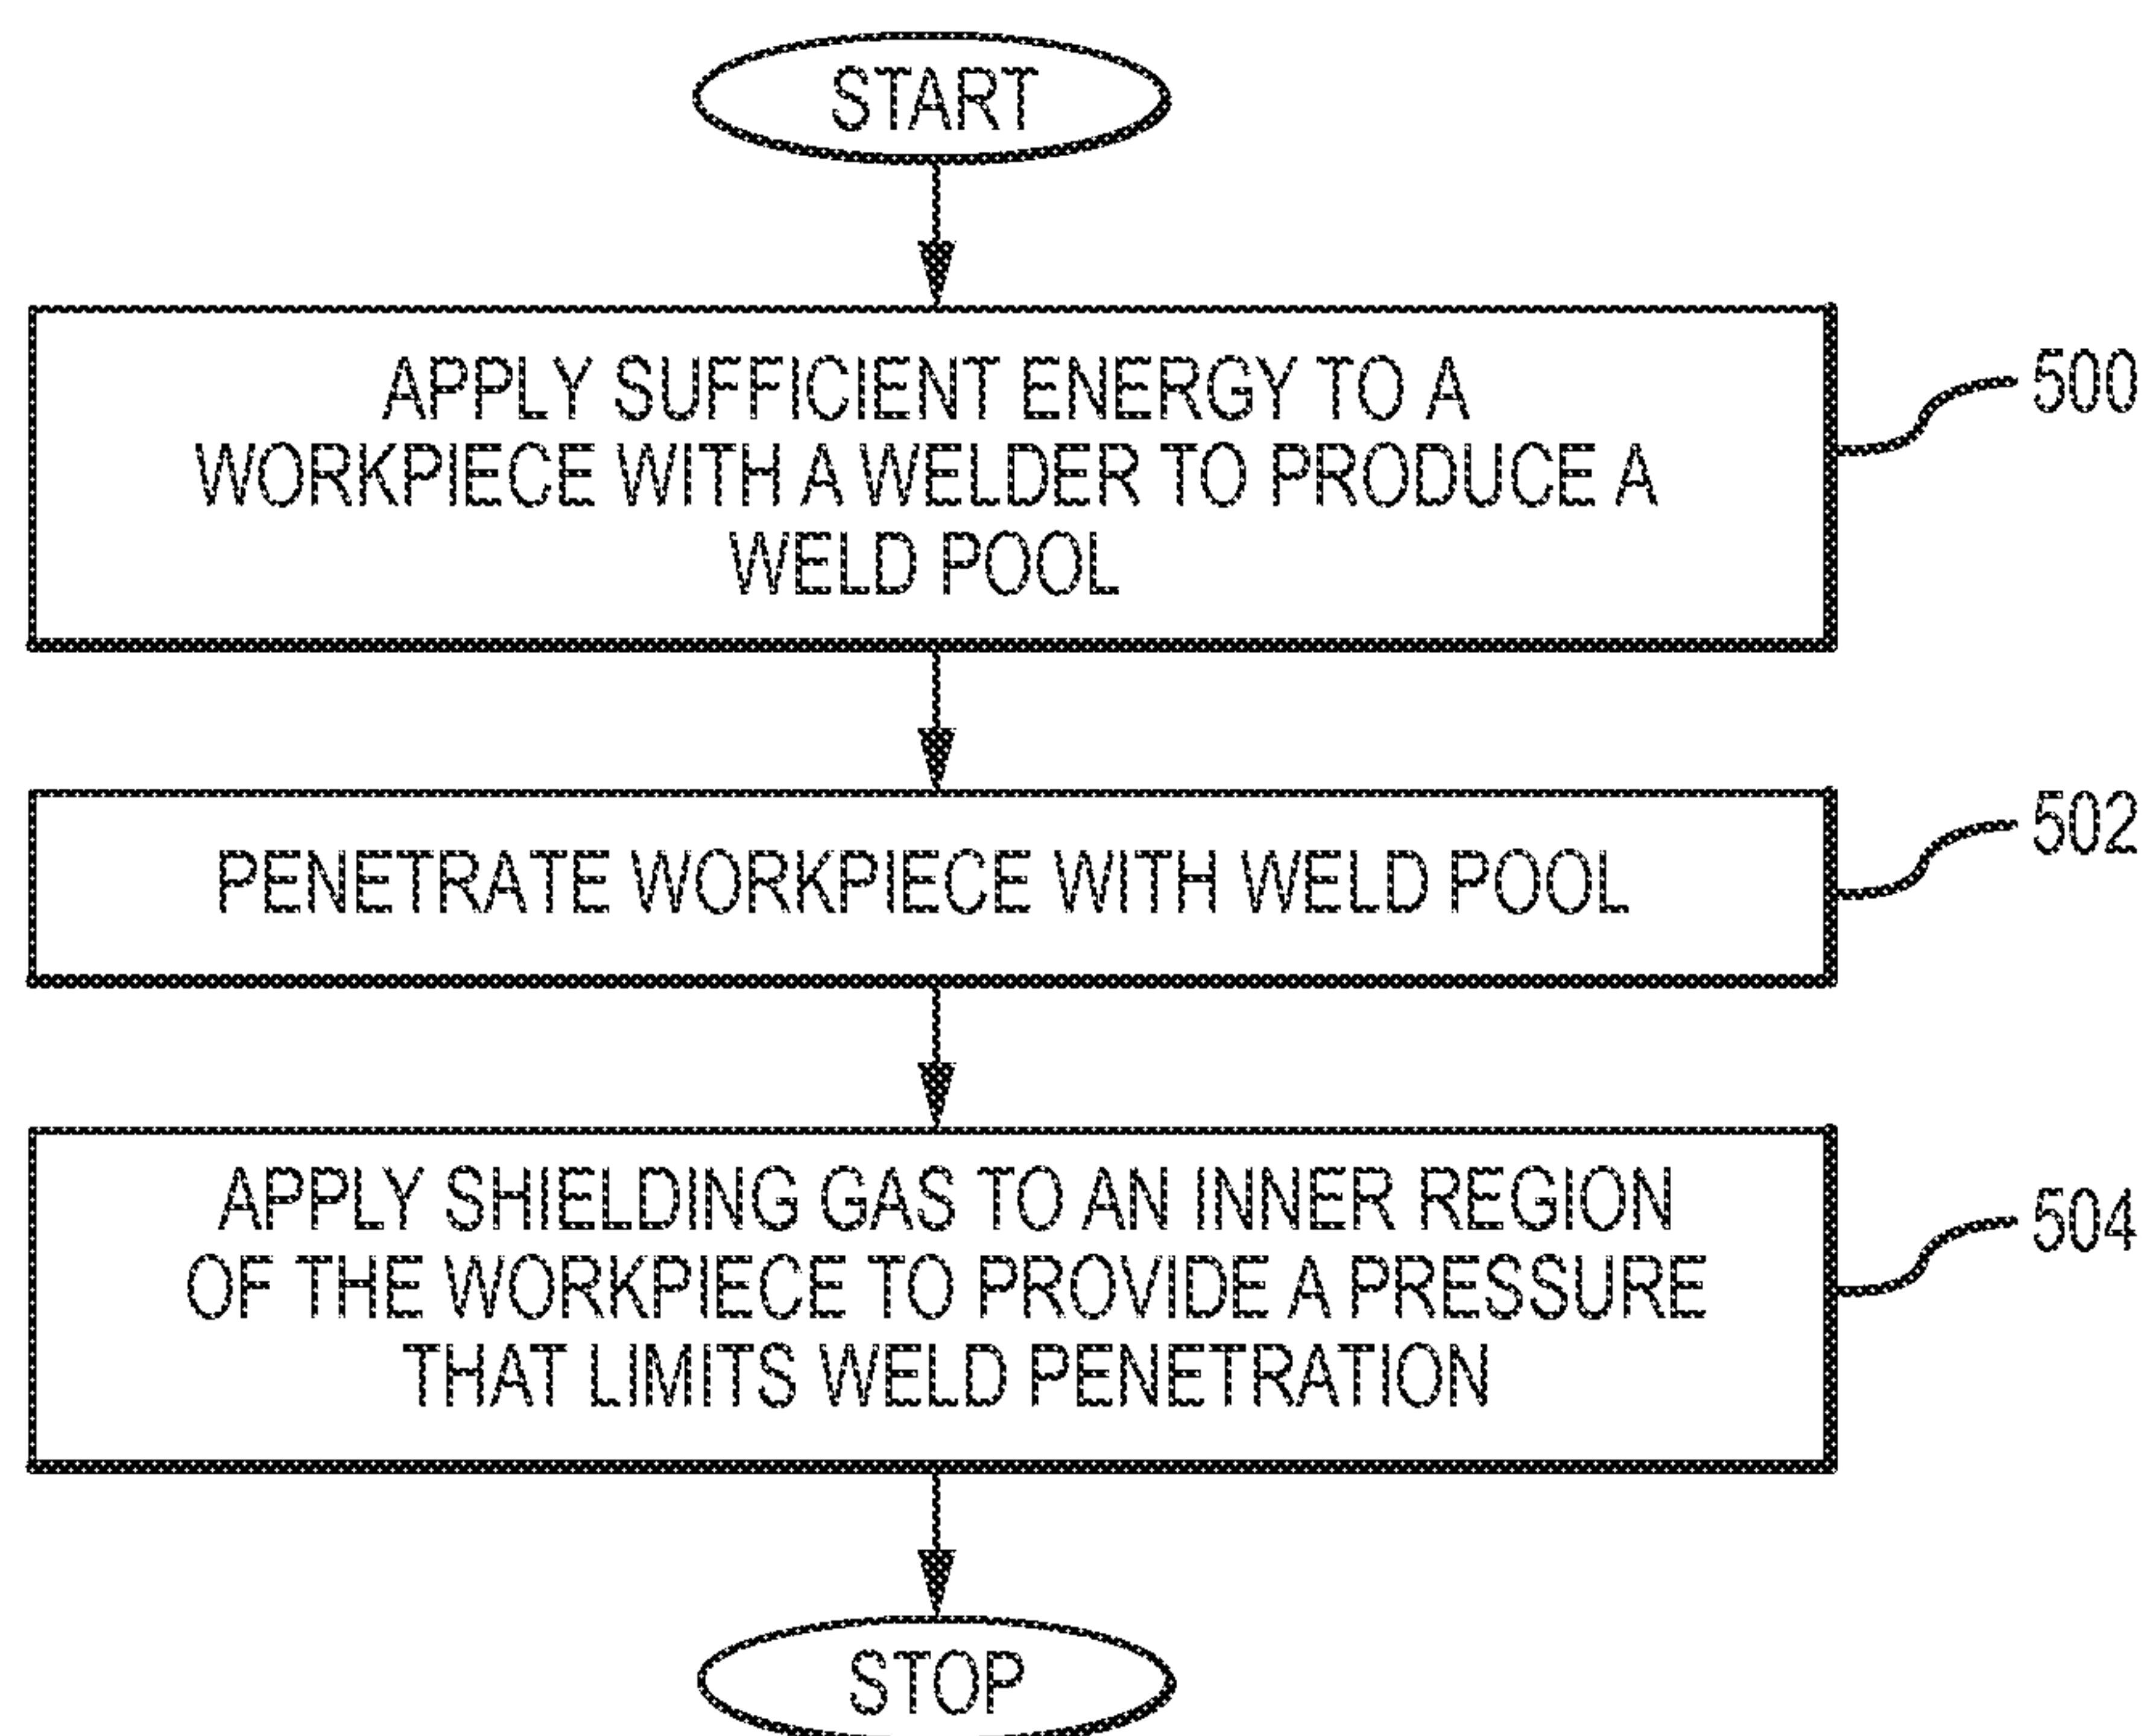 START
APPLY SUFFICIENT ENERGY TO A
WORKPIECE WITH A WELDER TO PRODUCE A
WELD POOL
500
PENETRATE WORKPIECE WITH WELD POOL
502
APPLY SHIELDING GAS TO AN INNER REGION
OF THE WORKPIECE TO PROVIDE A PRESSURE
THAT LIMITS WELD PENETRATION
504
STOP